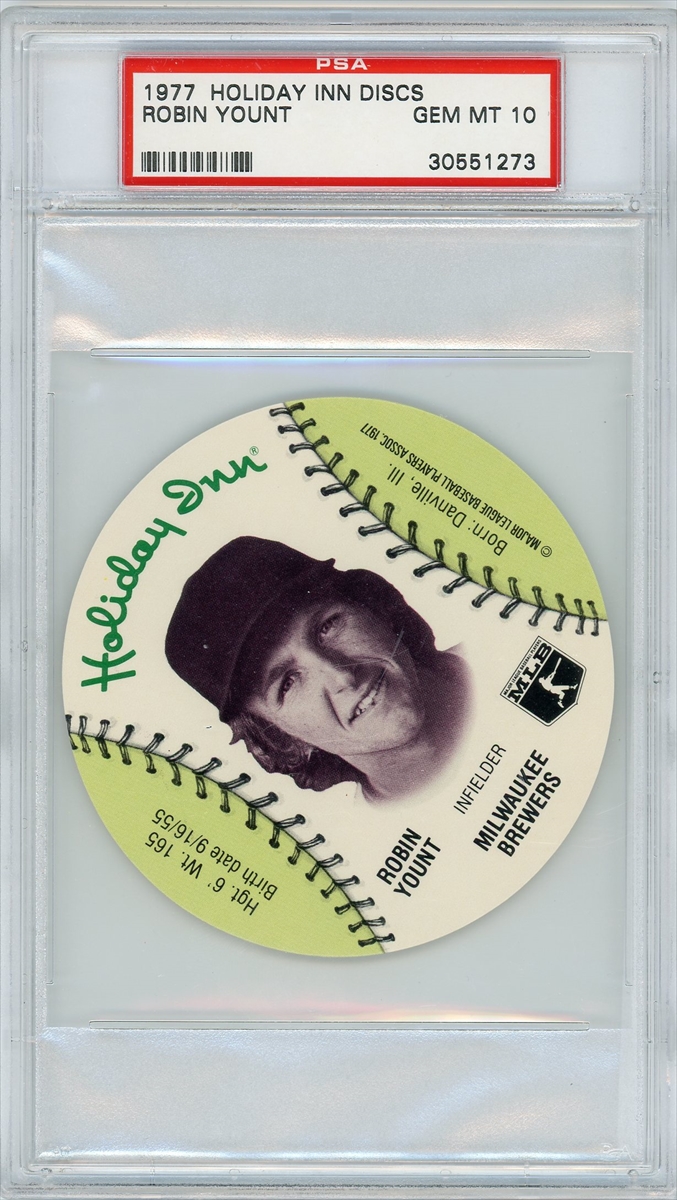 PSA
1977 HOLIDAY INN DISCS
ROBIN YOUNT GEM MT 10
30551273
Holiday Inn®
© MAJOR LEAGUE BASEBALL PLAYERS ASSOC. 1977
Born: Danville, Ill.
MLB
INFIELDER
ROBIN
YOUNT
MILWAUKEE
BREWERS
Hgt. 6' Wt. 165
Birth date 9/16/55